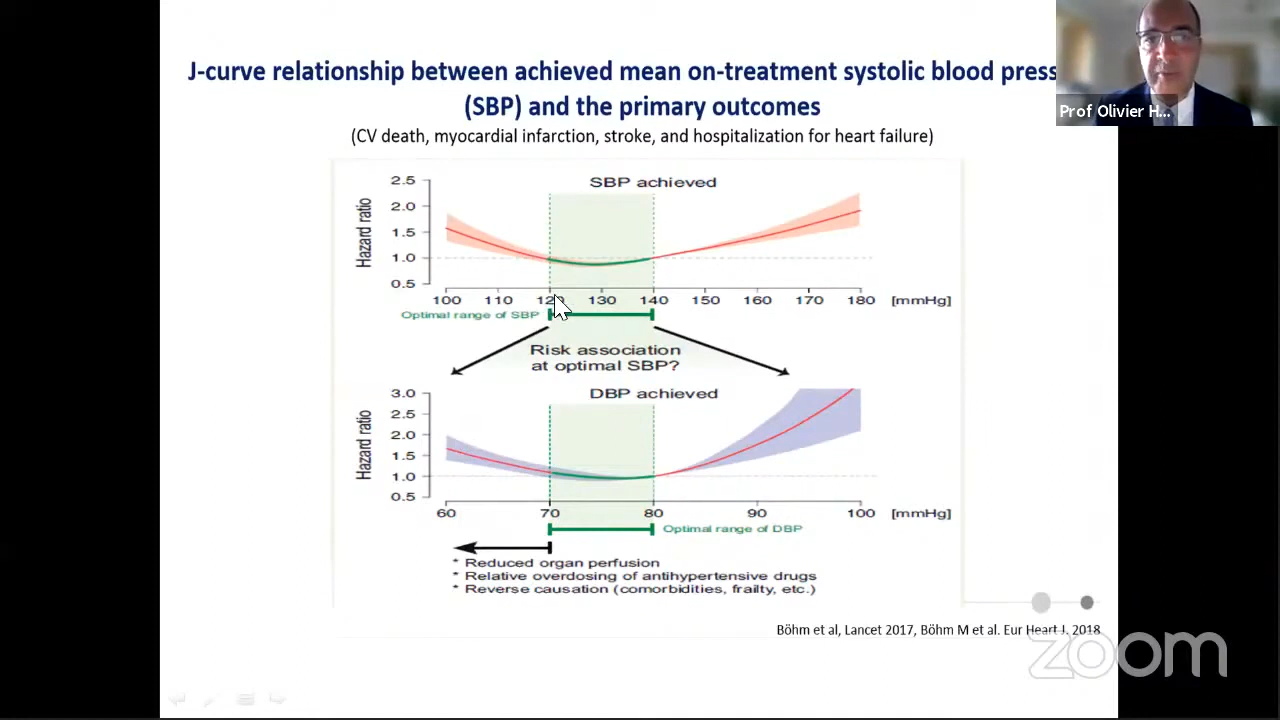 J-curve relationship between achieved mean on-treatment systolic blood press
(SBP) and the primary outcomes
(CV death, myocardial infarction, stroke, and hospitalization for heart failure)
Prof Olivier H...
SBP achieved
Hazard ratio
2.5
2.0
1.5
1.0
0.5
100 110 120 130 140 150 160 170 180 [mmHg]
Optimal range of SBP
Risk association
at optimal SBP?
DBP achieved
Hazard ratio
3.0
2.5
2.0
1.5
1.0
0.5
60 70 80 90 100 [mmHg]
Optimal range of DBP
* Reduced organ perfusion
* Relative overdosing of antihypertensive drugs
* Reverse causation (comorbidities, frailty, etc.)
Böhm et al, Lancet 2017, Böhm M et al. Eur Heart J. 2018
zoom